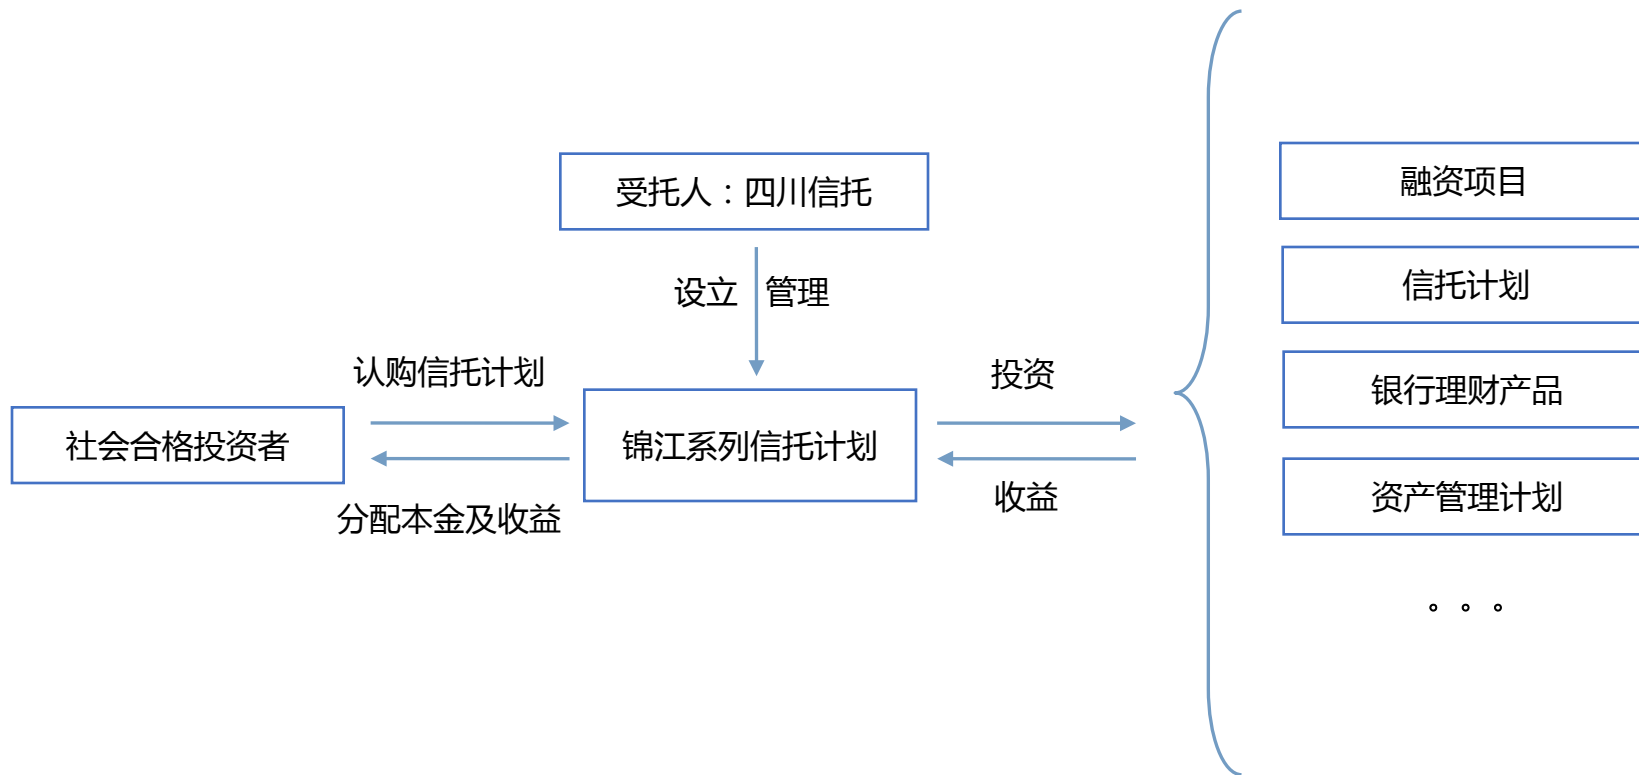 受托人：四川信托
设立
管理
认购信托计划
社会合格投资者
分配本金及收益
锦江系列信托计划
投资
收益
融资项目
信托计划
银行理财产品
资产管理计划
。。。